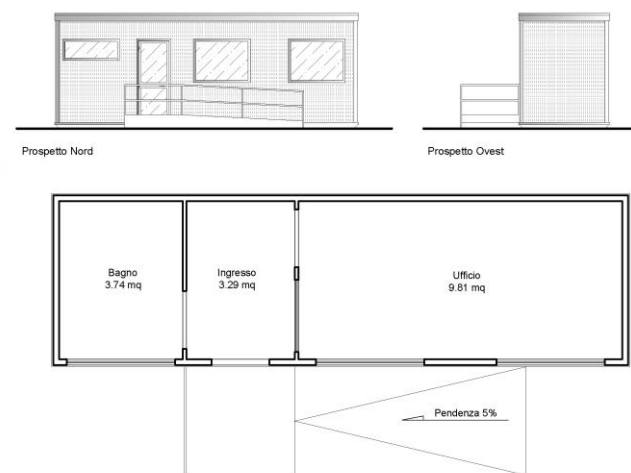 Prospetto Nord
Prospetto Ovest
Bagno
3.74 mq
Ingresso
3.29 mq
Ufficio
9.81 mq
Pendenza 5%